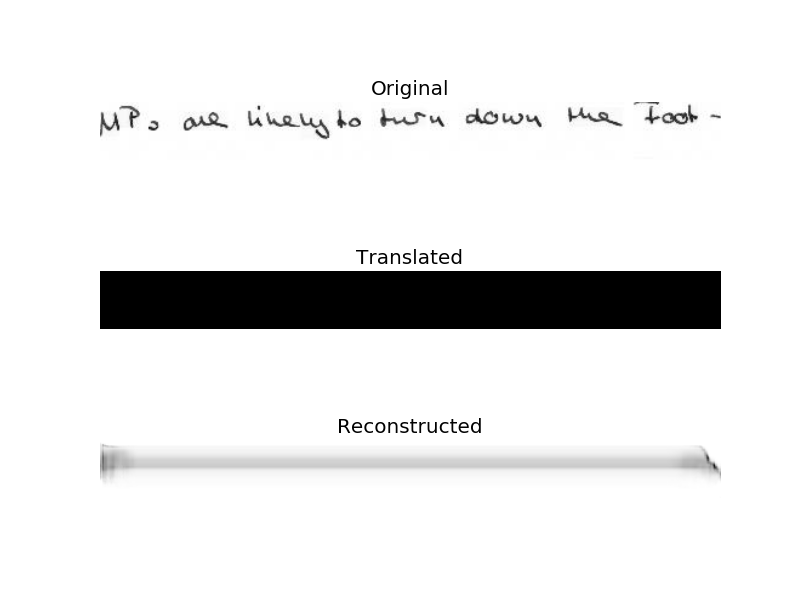 Original
MPs are likely to turn down the Foot -
Translated
Reconstructed